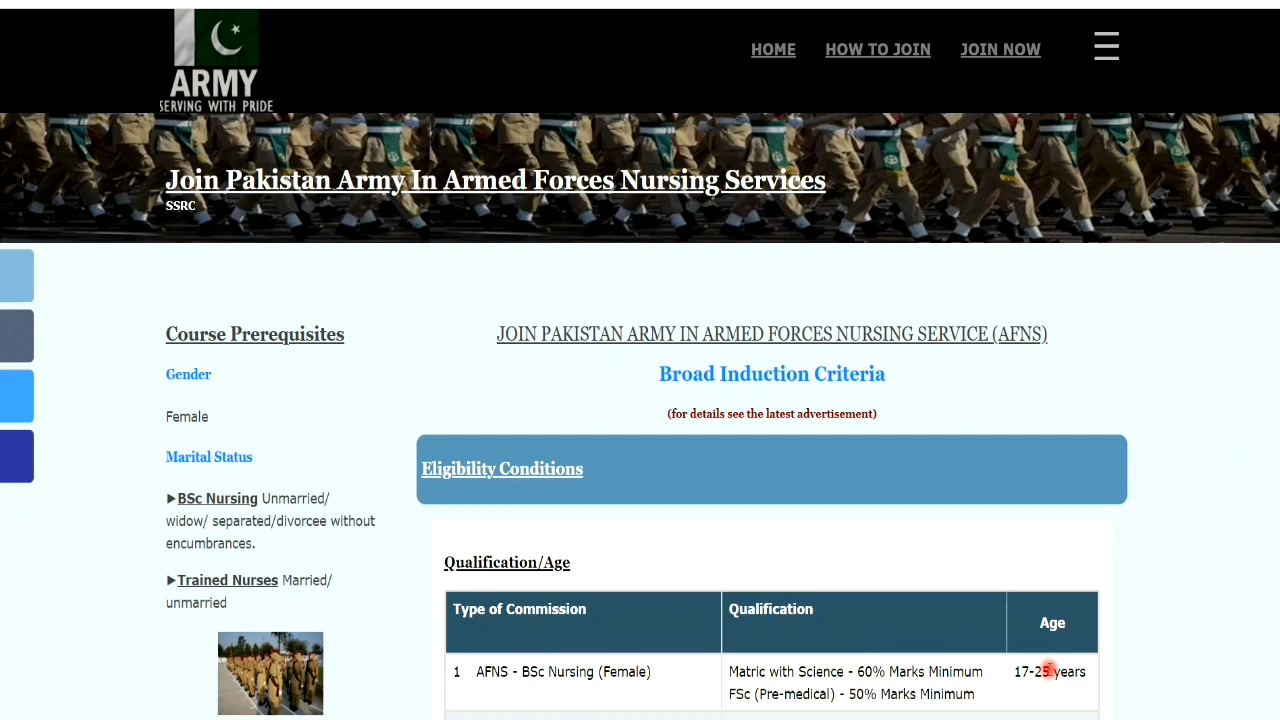 ARMY
SERVING WITH PRIDE
HOME HOW TO JOIN JOIN NOW
Join Pakistan Army In Armed Forces Nursing Services
SSRC
Course Prerequisites
Gender
Female
Marital Status
►BSc Nursing Unmarried/
widow/ separated/divorcee without
encumbrances.
►Trained Nurses Married/
unmarried
JOIN PAKISTAN ARMY IN ARMED FORCES NURSING SERVICE (AFNS)
Broad Induction Criteria
(for details see the latest advertisement)
Eligibility Conditions
Qualification/Age
Type of Commission Qualification Age
1 AFNS - BSc Nursing (Female) Matric with Science - 60% Marks Minimum 17-25 years
FSc (Pre-medical) - 50% Marks Minimum